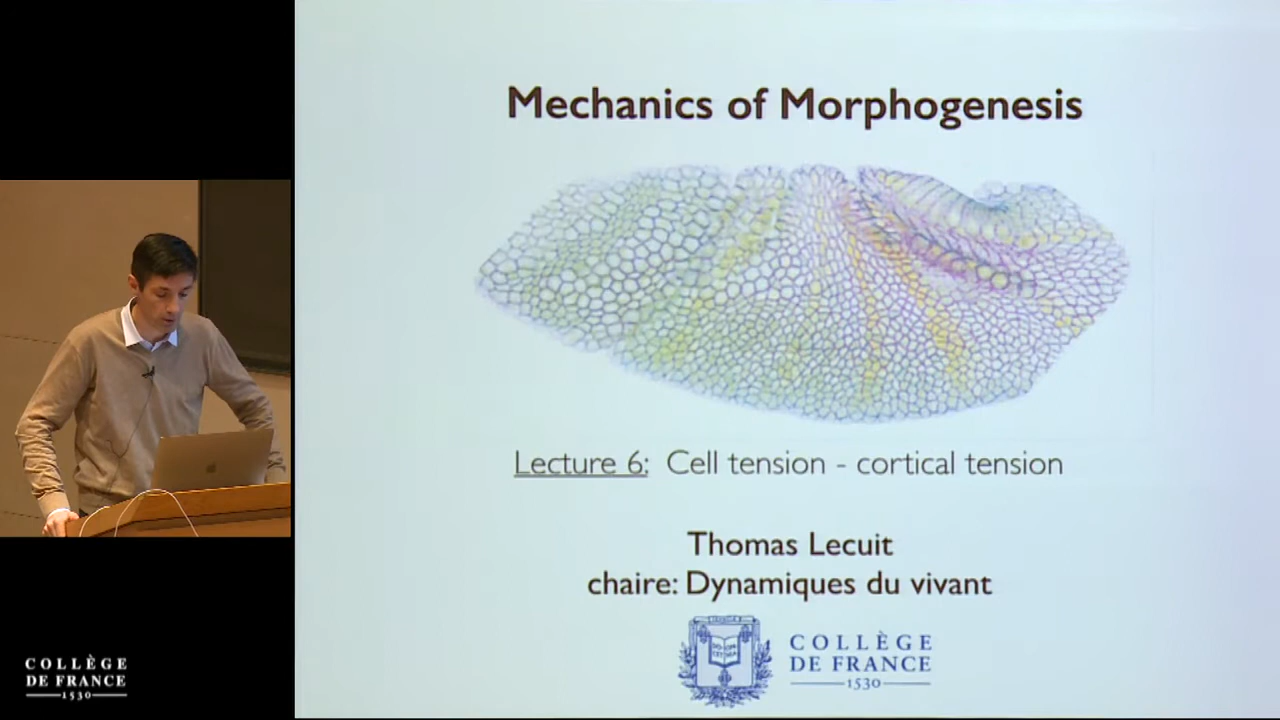 Mechanics of Morphogenesis
Lecture 6: Cell tension - cortical tension
Thomas Lecuit
chaire: Dynamiques du vivant
COLLÈGE
DE FRANCE
1530
COLLÈGE
DE FRANCE
1530